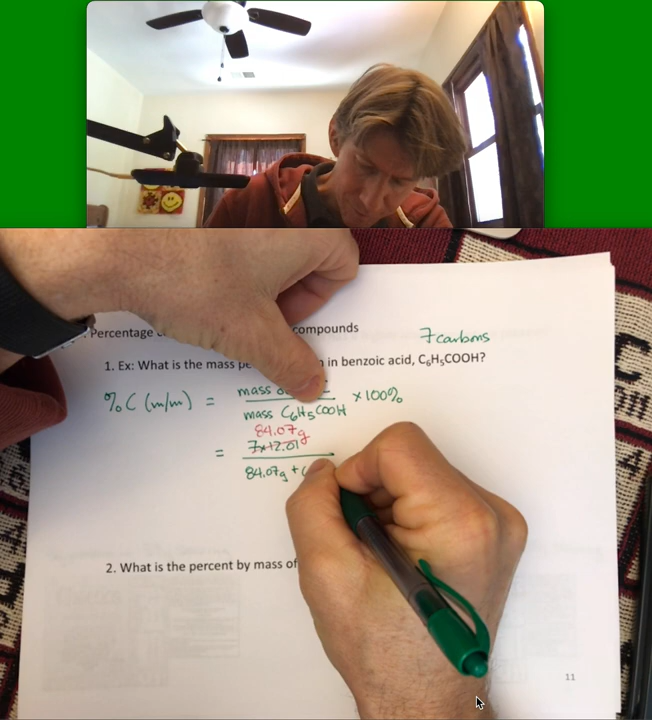 Percentage compounds
7 carbons
1. Ex: What is the mass in benzoic acid, C₆H₅COOH?
%C (m/m) = mass / mass C₆H₅COOH × 100%
84.07g
= 7×12.01
84.07g +
2. What is the percent by mass of
11